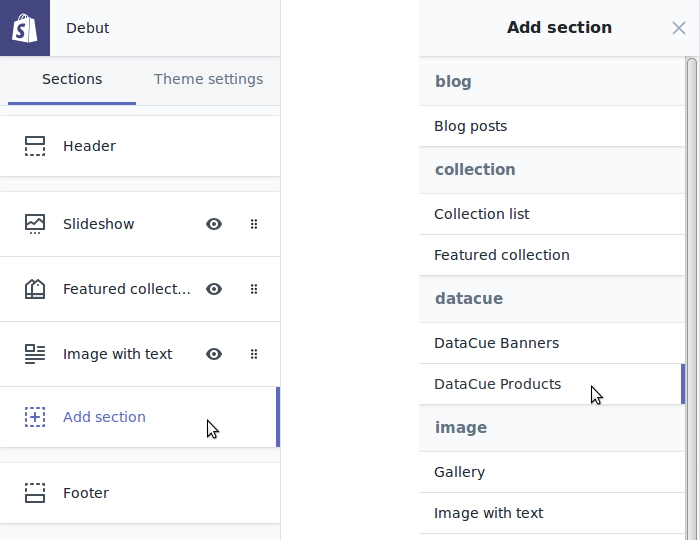 Debut
Sections
Theme settings
Header
Slideshow
Featured collect...
Image with text
Add section
Footer
Add section
blog
Blog posts
collection
Collection list
Featured collection
datacue
DataCue Banners
DataCue Products
image
Gallery
Image with text